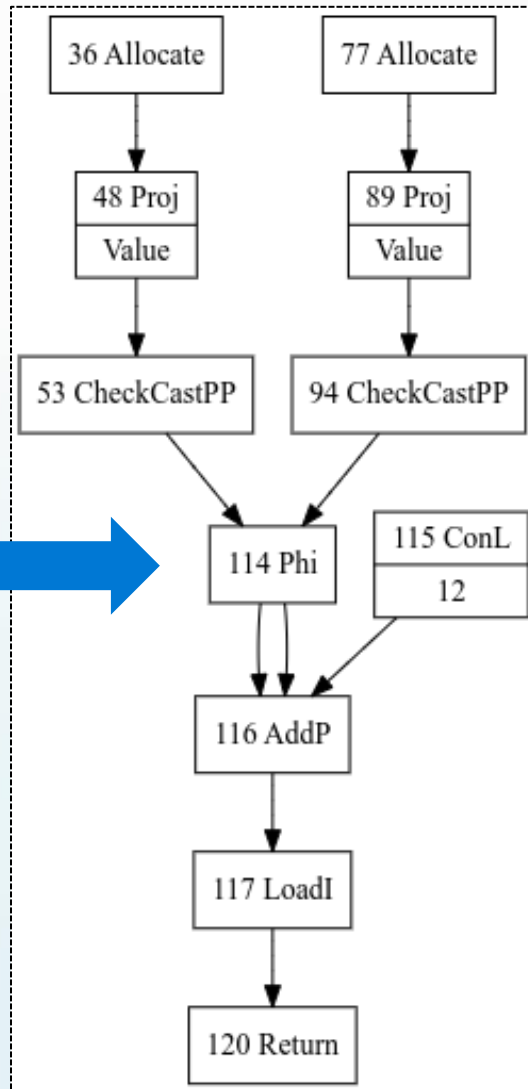 36 Allocate
77 Allocate
48 Proj
Value
89 Proj
Value
53 CheckCastPP
94 CheckCastPP
114 Phi
115 ConL
12
116 AddP
117 LoadI
120 Return